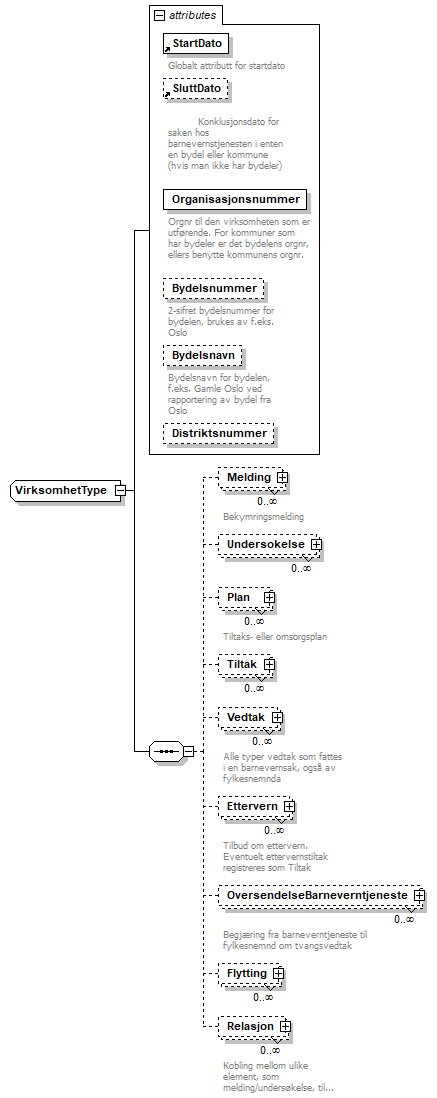 attributes
StartDato
Globalt attributt for startdato
SluttDato
Konklusjonsdato for
saken hos
barnevernstjenesten i enten
en bydel eller kommune
(hvis man ikke har bydeler)
Organisasjonsnummer
Orgnr til den virksomheten som er
utførende. For kommuner som
har bydeler er det bydelens orgnr,
ellers benytte kommunens orgnr.
Bydelsnummer
2-sifret bydelsnummer for
bydelen, brukes av f.eks.
Oslo
Bydelsnavn
Bydelsnavn for bydelen,
f.eks. Gamle Oslo ved
rapportering av bydel fra
Oslo
Distriktsnummer
VirksomhetType
Melding
0..∞
Bekymringsmelding
Undersokelse
0..∞
Plan
0..∞
Tiltaks- eller omsorgsplan
Tiltak
0..∞
Vedtak
0..∞
Alle typer vedtak som fattes
i en barnevernsak, også av
fylkesnemnda
Ettervern
0..∞
Tilbud om ettervern.
Eventuelt ettervernstiltak
registreres som Tiltak
OversendelseBarneverntjeneste
0..∞
Begjæring fra barneverntjeneste til
fylkesnemnd om tvangsvedtak
Flytting
0..∞
Relasjon
0..∞
Kobling mellom ulike
element, som
melding/undersøkelse, til...